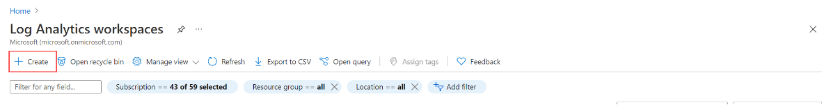 Home >
Log Analytics workspaces ...
Microsoft (microsoft.onmicrosoft.com)
+ Create Open recycle bin Manage view Refresh Export to CSV Open query Assign tags Feedback
Filter for any field... Subscription == 43 of 59 selected Resource group == all Location == all Add filter